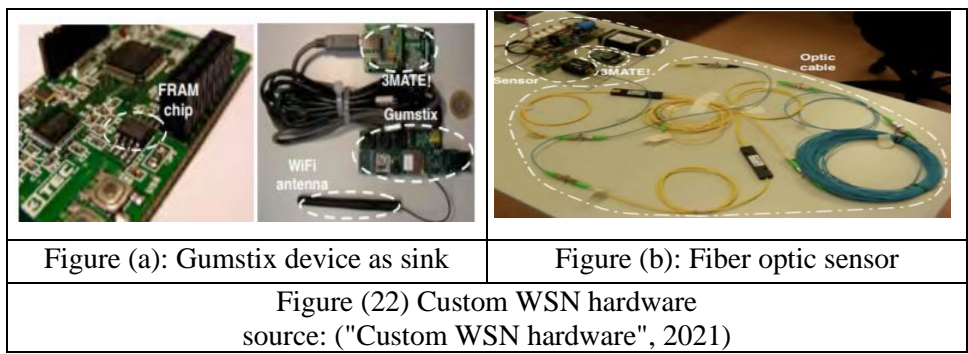 FRAM
chip
3TEC
3MATE!
Gumstix
WiFi
antenna
Sensor
3MATE!
Optic
cable
Figure (a): Gumstix device as sink
Figure (b): Fiber optic sensor
Figure (22) Custom WSN hardware
source: ("Custom WSN hardware", 2021)